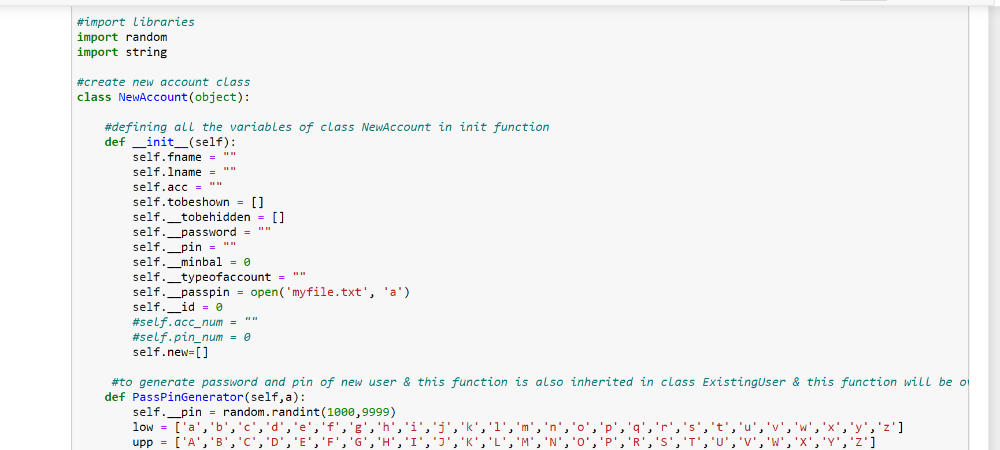 #import libraries
import random
import string
#create new account class
class NewAccount(object):
#defining all the variables of class NewAccount in init function
def __init__(self):
self.fname = ""
self.lname = ""
self.acc = ""
self.tobeshown = []
self.__tobehidden = []
self.__password = ""
self.__pin = ""
self.__minbal = 0
self.__typeofaccount = ""
self.__passpin = open('myfile.txt', 'a')
self.__id = 0
#self.acc_num = ""
#self.pin_num = 0
self.new=[]
#to generate password and pin of new user & this function is also inherited in class ExistingUser & this function will be
def PassPinGenerator(self,a):
self.__pin = random.randint(1000,9999)
low = ['a','b','c','d','e','f','g','h','i','j','k','l','m','n','o','p','q','r','s','t','u','v','w','x','y','z']
upp = ['A','B','C','D','E','F','G','H','I','J','K','L','M','N','O','P','R','S','T','U','V','W','X','Y','Z']